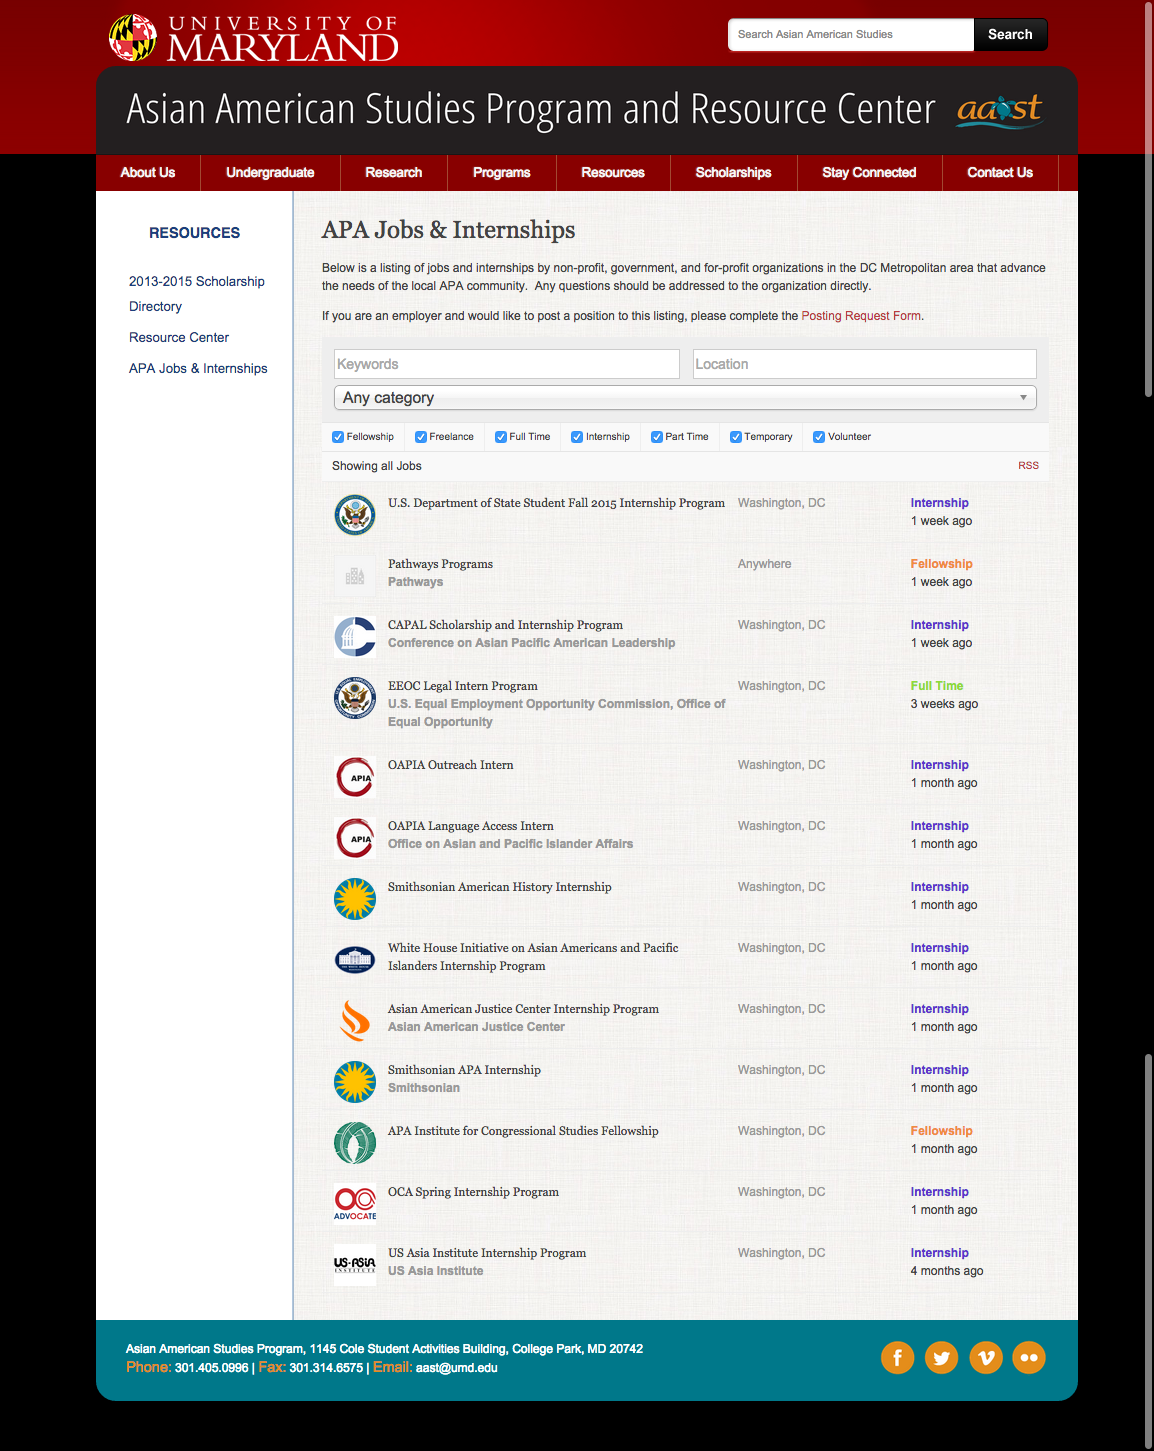 UNIVERSITY OF
MARYLAND
Search Asian American Studies
Search
Asian American Studies Program and Resource Center
aast
About Us
Undergraduate
Research
Programs
Resources
Scholarships
Stay Connected
Contact Us
RESOURCES
2013-2015 Scholarship
Directory
Resource Center
APA Jobs & Internships
APA Jobs & Internships
Below is a listing of jobs and internships by non-profit, government, and for-profit organizations in the DC Metropolitan area that advance
the needs of the local APA community.  Any questions should be addressed to the organization directly.
If you are an employer and would like to post a position to this listing, please complete the Posting Request Form.
Keywords
Location
Any category
Fellowship
Freelance
Full Time
Internship
Part Time
Temporary
Volunteer
Showing all Jobs
RSS
U.S. Department of State Student Fall 2015 Internship Program
Washington, DC
Internship
1 week ago
Pathways Programs
Pathways
Anywhere
Fellowship
1 week ago
CAPAL Scholarship and Internship Program
Conference on Asian Pacific American Leadership
Washington, DC
Internship
1 week ago
EEOC Legal Intern Program
U.S. Equal Employment Opportunity Commission, Office of
Equal Opportunity
Washington, DC
Full Time
3 weeks ago
APIA
OAPIA Outreach Intern
Washington, DC
Internship
1 month ago
APIA
OAPIA Language Access Intern
Office on Asian and Pacific Islander Affairs
Washington, DC
Internship
1 month ago
Smithsonian American History Internship
Washington, DC
Internship
1 month ago
White House Initiative on Asian Americans and Pacific
Islanders Internship Program
Washington, DC
Internship
1 month ago
Asian American Justice Center Internship Program
Asian American Justice Center
Washington, DC
Internship
1 month ago
Smithsonian APA Internship
Smithsonian
Washington, DC
Internship
1 month ago
APA Institute for Congressional Studies Fellowship
Washington, DC
Fellowship
1 month ago
ADVOCATE
OCA Spring Internship Program
Washington, DC
Internship
1 month ago
US-ASIA
INSTITUTE
US Asia Institute Internship Program
US Asia Institute
Washington, DC
Internship
4 months ago
Asian American Studies Program, 1145 Cole Student Activities Building, College Park, MD 20742
Phone: 301.405.0996 | Fax: 301.314.6575 | Email: aast@umd.edu